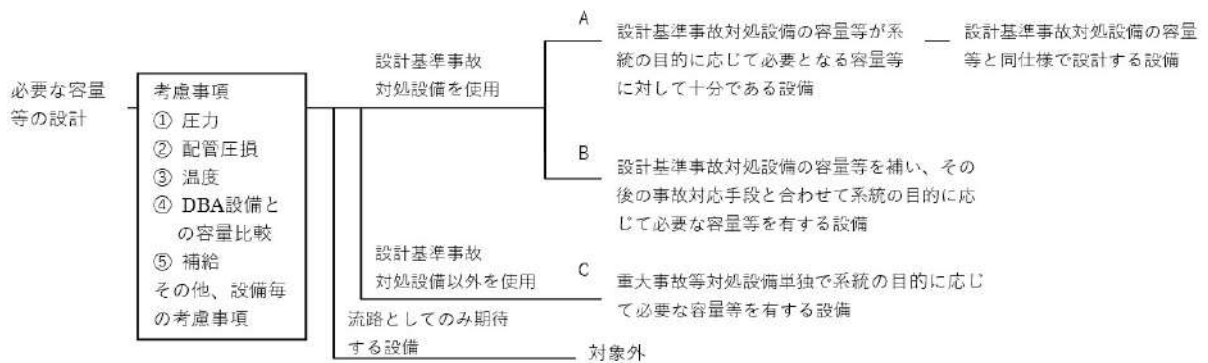 必要な容量
等の設計
考慮事項
① 圧力
② 配管圧損
③ 温度
④ DBA設備と
の容量比較
⑤ 補給
その他、設備毎
の考慮事項
設計基準事故
対処設備を使用
A
設計基準事故対処設備の容量等が系
統の目的に応じて必要となる容量等
に対して十分である設備
設計基準事故対処設備の容量
等と同仕様で設計する設備
B
設計基準事故対処設備の容量等を補い、その
後の事故対応手段と合わせて系統の目的に応
じて必要な容量等を有する設備
設計基準事故
対処設備以外を使用
C
重大事故等対処設備単独で系統の目的に応じ
て必要な容量等を有する設備
流路としてのみ期待
する設備
対象外